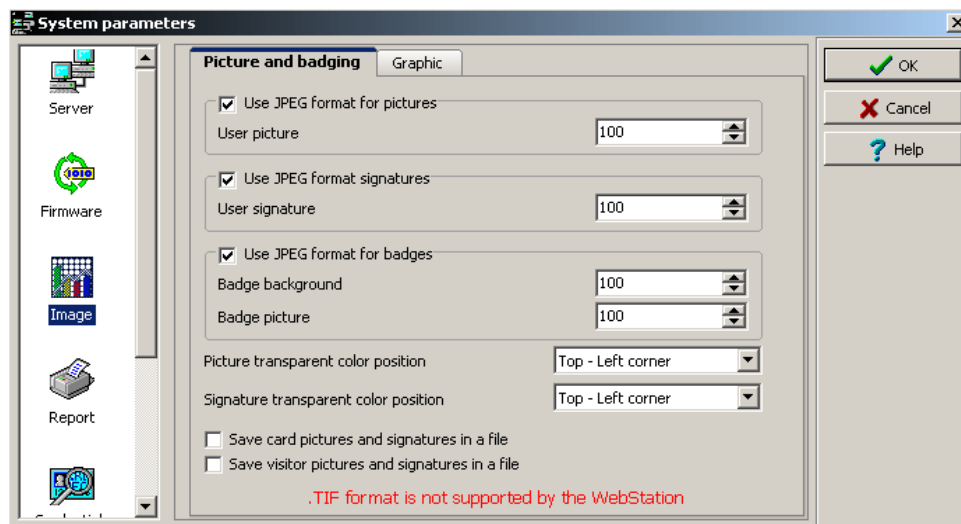 System parameters
Server
Firmware
Image
Report
Picture and badging
Graphic
Use JPEG format for pictures
User picture
100
Use JPEG format signatures
User signature
100
Use JPEG format for badges
Badge background
100
Badge picture
100
Picture transparent color position
Top - Left corner
Signature transparent color position
Top - Left corner
Save card pictures and signatures in a file
Save visitor pictures and signatures in a file
.TIF format is not supported by the WebStation
OK
Cancel
Help